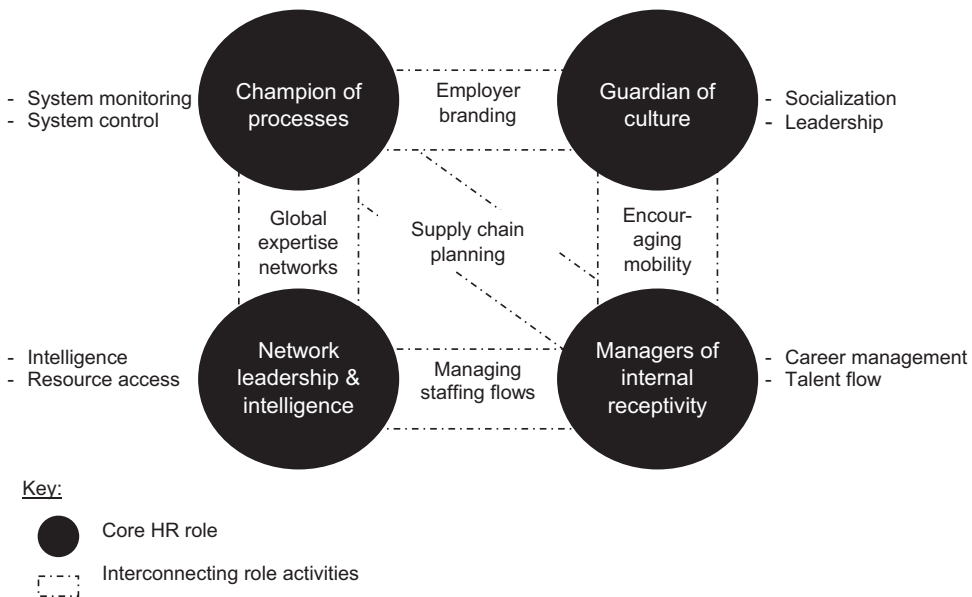 Champion of
processes
Employer
branding
Guardian of
culture
- System monitoring
- System control
- Socialization
- Leadership
Global
expertise
networks
Supply chain
planning
Encour-
aging
mobility
Network
leadership &
intelligence
Managing
staffing flows
Managers of
internal
receptivity
- Intelligence
- Resource access
- Career management
- Talent flow
Key:
Core HR role
Interconnecting role activities